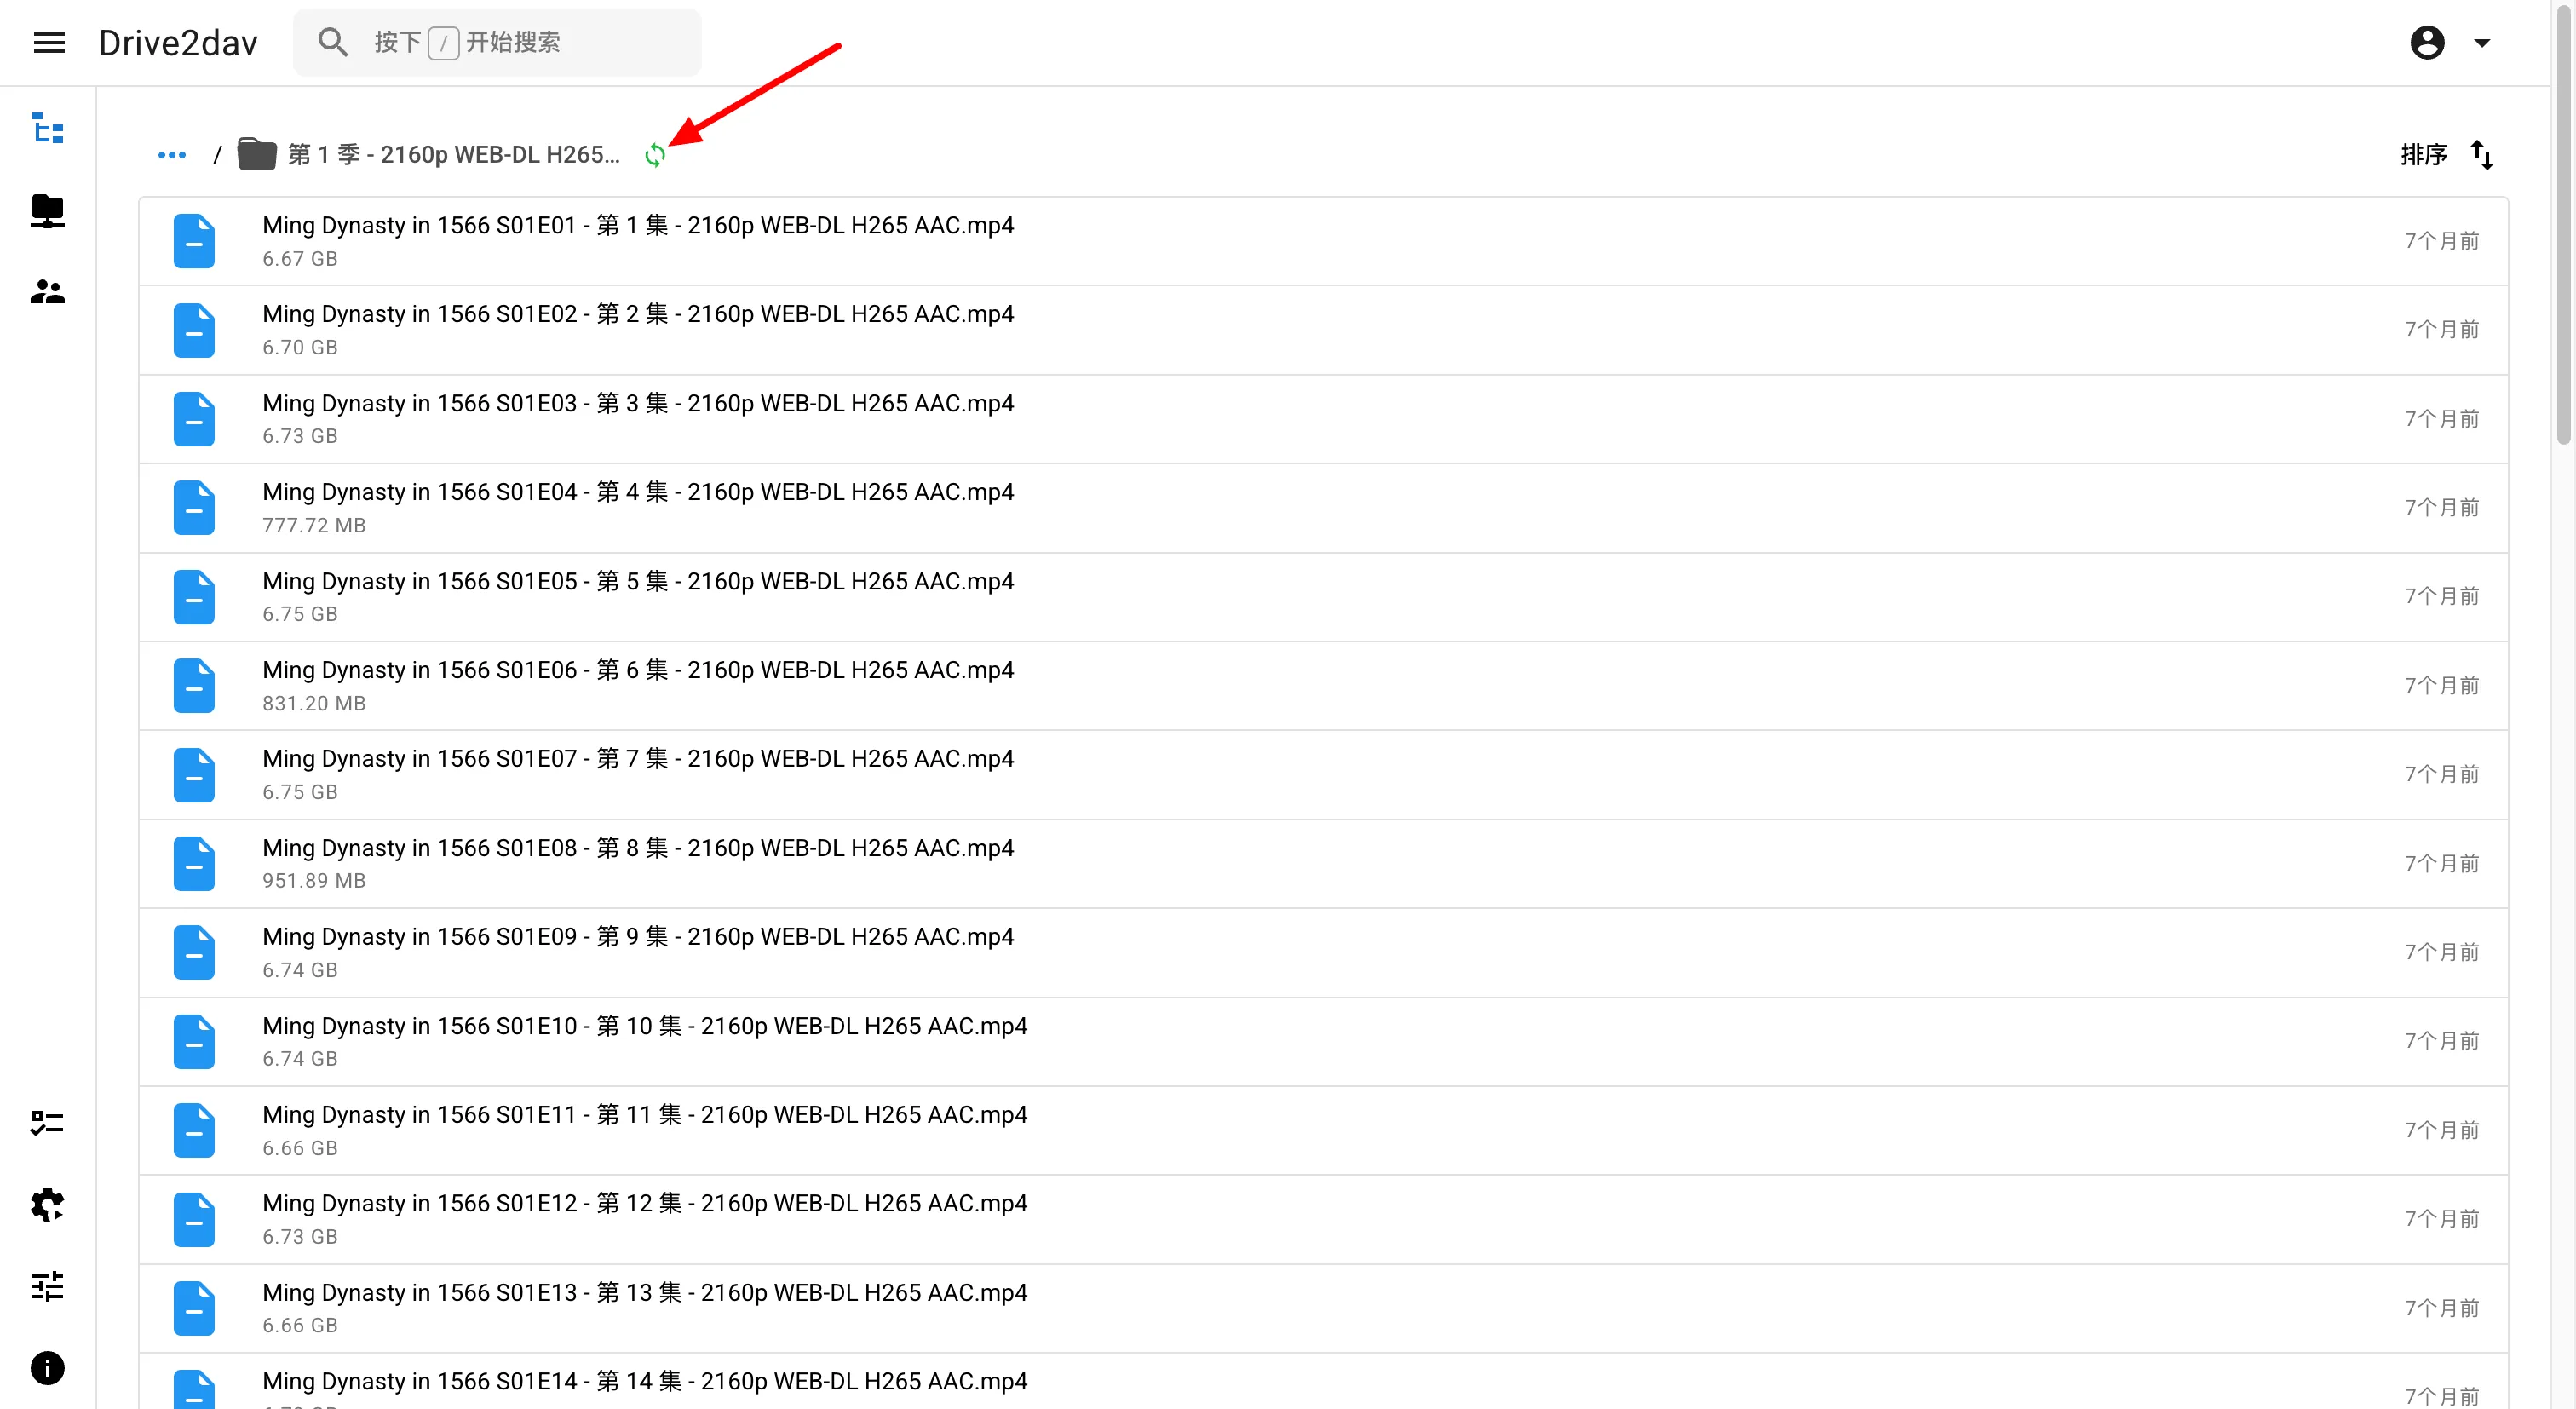 Drive2dav
按下 / 开始搜索
••• / 第 1 季 - 2160p WEB-DL H265...
排序
Ming Dynasty in 1566 S01E01 - 第 1 集 - 2160p WEB-DL H265 AAC.mp4
6.67 GB
7个月前
Ming Dynasty in 1566 S01E02 - 第 2 集 - 2160p WEB-DL H265 AAC.mp4
6.70 GB
7个月前
Ming Dynasty in 1566 S01E03 - 第 3 集 - 2160p WEB-DL H265 AAC.mp4
6.73 GB
7个月前
Ming Dynasty in 1566 S01E04 - 第 4 集 - 2160p WEB-DL H265 AAC.mp4
777.72 MB
7个月前
Ming Dynasty in 1566 S01E05 - 第 5 集 - 2160p WEB-DL H265 AAC.mp4
6.75 GB
7个月前
Ming Dynasty in 1566 S01E06 - 第 6 集 - 2160p WEB-DL H265 AAC.mp4
831.20 MB
7个月前
Ming Dynasty in 1566 S01E07 - 第 7 集 - 2160p WEB-DL H265 AAC.mp4
6.75 GB
7个月前
Ming Dynasty in 1566 S01E08 - 第 8 集 - 2160p WEB-DL H265 AAC.mp4
951.89 MB
7个月前
Ming Dynasty in 1566 S01E09 - 第 9 集 - 2160p WEB-DL H265 AAC.mp4
6.74 GB
7个月前
Ming Dynasty in 1566 S01E10 - 第 10 集 - 2160p WEB-DL H265 AAC.mp4
6.74 GB
7个月前
Ming Dynasty in 1566 S01E11 - 第 11 集 - 2160p WEB-DL H265 AAC.mp4
6.66 GB
7个月前
Ming Dynasty in 1566 S01E12 - 第 12 集 - 2160p WEB-DL H265 AAC.mp4
6.73 GB
7个月前
Ming Dynasty in 1566 S01E13 - 第 13 集 - 2160p WEB-DL H265 AAC.mp4
6.66 GB
7个月前
Ming Dynasty in 1566 S01E14 - 第 14 集 - 2160p WEB-DL H265 AAC.mp4
7个月前